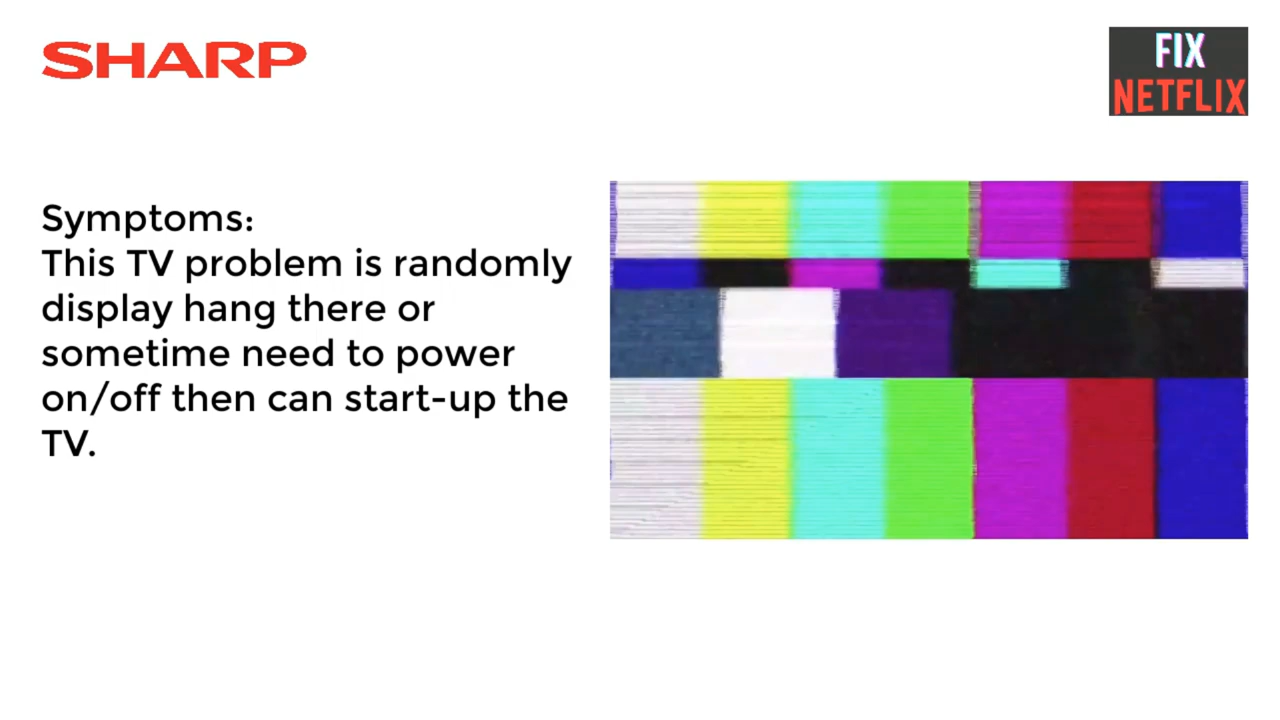 SHARP
FIX
NETFLIX
Symptoms:
This TV problem is randomly
display hang there or
sometime need to power
on/off then can start-up the
TV.